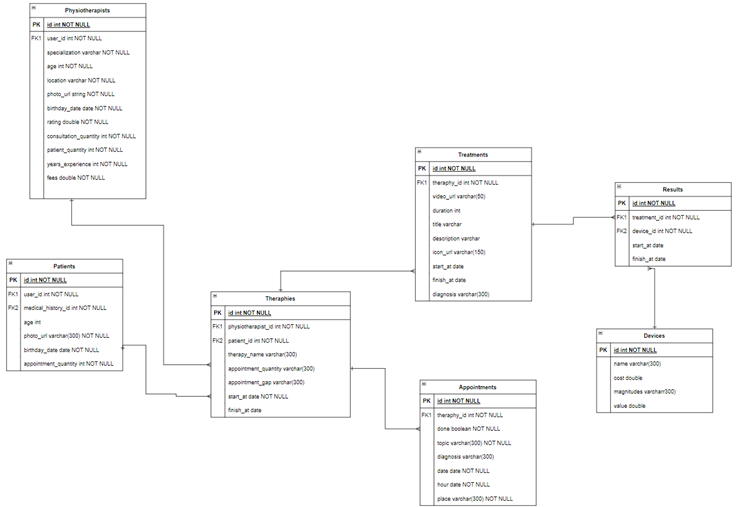 Physiotherapists
PK id int NOT NULL
FK1 user_id int NOT NULL
specialization varchar NOT NULL
age int NOT NULL
location varchar NOT NULL
photo_url string NOT NULL
birthday_date date NOT NULL
rating double NOT NULL
consultation_quantity int NOT NULL
patient_quantity int NOT NULL
years_experience int NOT NULL
fees double NOT NULL
Treatments
PK id int NOT NULL
FK1 theraphy_id int NOT NULL
video_url varchar(50)
duration int
title varchar
description varchar
icon_url varchar(150)
start_at date
finish_at date
diagnosis varchar(300)
Results
PK id int NOT NULL
FK1 treatment_id int NOT NULL
FK2 device_id int NOT NULL
start_at date
finish_at date
Patients
PK id int NOT NULL
FK1 user_id int NOT NULL
FK2 medical_history_id int NOT NULL
age int
photo_url varchar(300) NOT NULL
birthday_date date NOT NULL
appointment_quantity int NOT NULL
Theraphies
PK id int NOT NULL
FK1 physiotherapist_id int NOT NULL
FK2 patient_id int NOT NULL
therapy_name varchar(300)
appointment_quantity varchar(300)
appointment_gap varchar(300)
start_at date NOT NULL
finish_at date
Devices
PK id int NOT NULL
name varchar(300)
cost double
magnitudes varcharr300)
value double
Appointments
PK id int NOT NULL
FK1 theraphy_id int NOT NULL
done boolean NOT NULL
topic varchar(300) NOT NULL
diagnosis varchar(300)
date date NOT NULL
hour date NOT NULL
place varchar(300) NOT NULL